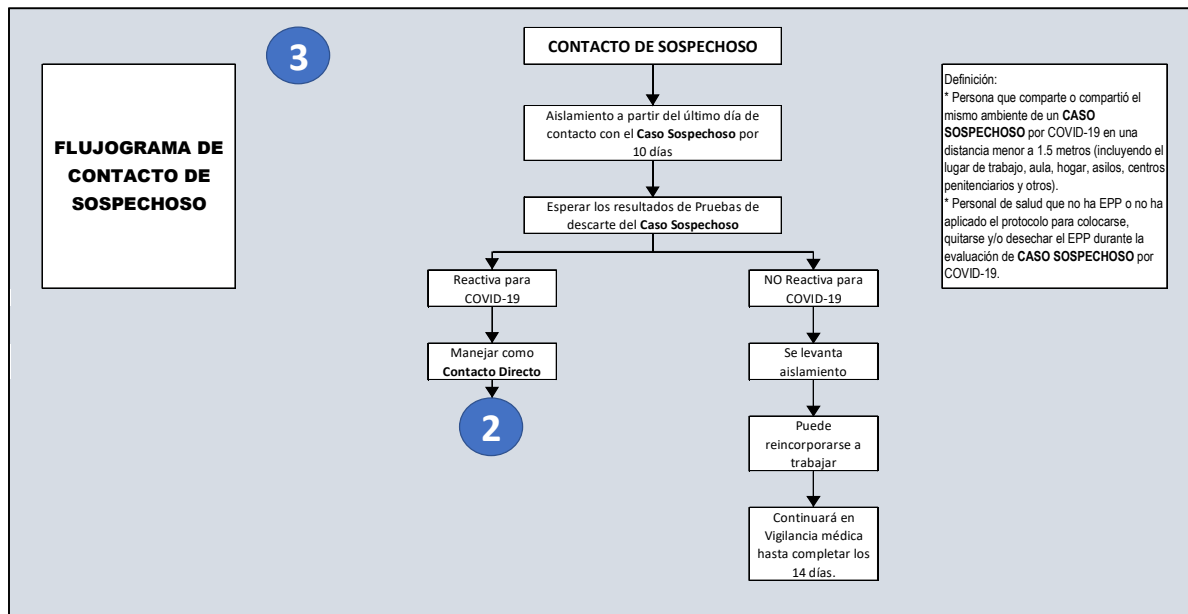 3
FLUJOGRAMA DE
CONTACTO DE
SOSPECHOSO
CONTACTO DE SOSPECHOSO
Aislamiento a partir del último día de
contacto con el Caso Sospechoso por
10 días
Esperar los resultados de Pruebas de
descarte del Caso Sospechoso
Reactiva para
COVID-19
Manejar como
Contacto Directo
2
NO Reactiva para
COVID-19
Se levanta
aislamiento
Puede
reincorporarse a
trabajar
Continuará en
Vigilancia médica
hasta completar los
14 días.
Definición:
* Persona que comparte o compartió el
mismo ambiente de un CASO
SOSPECHOSO por COVID-19 en una
distancia menor a 1.5 metros (incluyendo el
lugar de trabajo, aula, hogar, asilos, centros
penitenciarios y otros).
* Personal de salud que no ha EPP o no ha
aplicado el protocolo para colocarse,
quitarse y/o desechar el EPP durante la
evaluación de CASO SOSPECHOSO por
COVID-19.